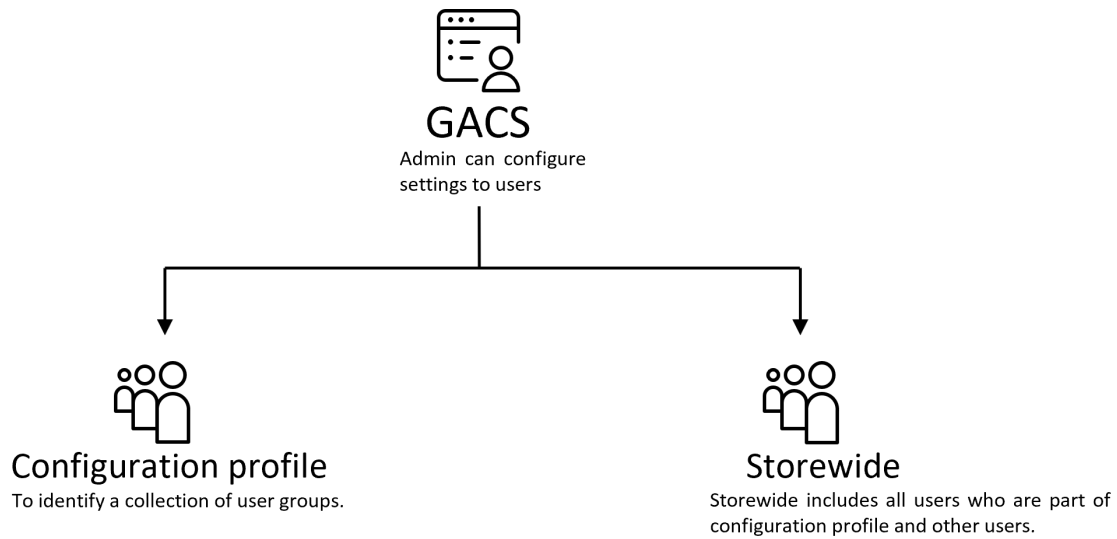 GACS
Admin can configure
settings to users
Configuration profile
To identify a collection of user groups.
Storewide
Storewide includes all users who are part of
configuration profile and other users.